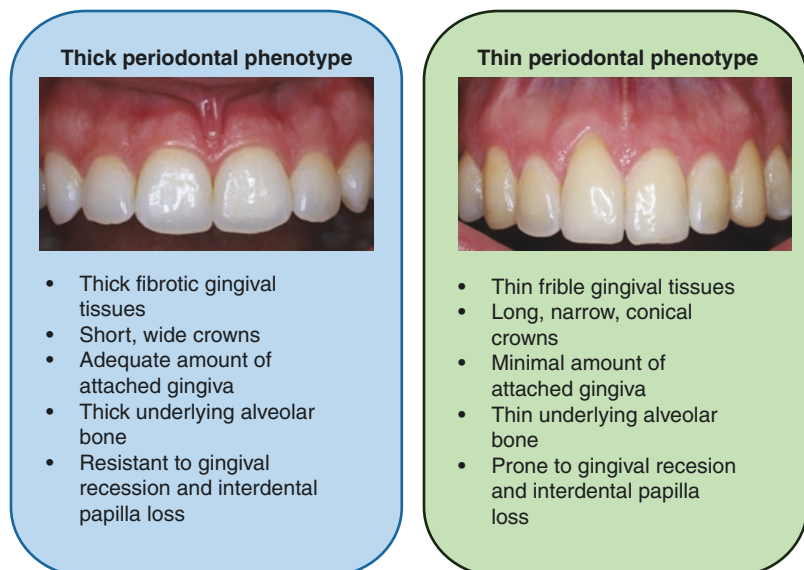 Thick periodontal phenotype
• Thick fibrotic gingival
tissues
• Short, wide crowns
• Adequate amount of
attached gingiva
• Thick underlying alveolar
bone
• Resistant to gingival
recession and interdental
papilla loss
Thin periodontal phenotype
• Thin frible gingival tissues
• Long, narrow, conical
crowns
• Minimal amount of
attached gingiva
• Thin underlying alveolar
bone
• Prone to gingival recesion
and interdental papilla
loss